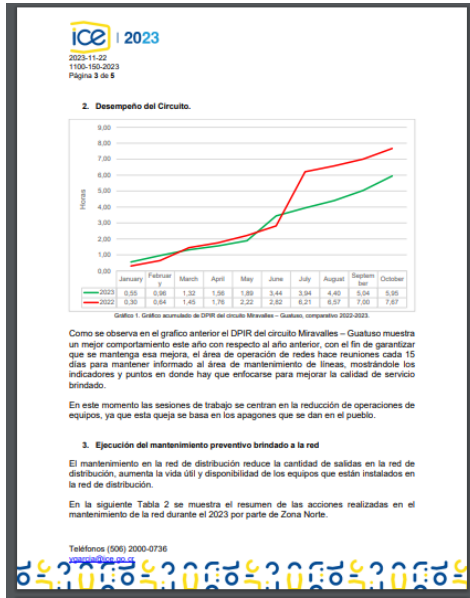 ice | 2023
2023-11-22
1100-150-2023
Página 3 de 5
2. Desempeño del Circuito.
9,00
8,00
7,00
6,00
5,00
4,00
3,00
2,00
1,00
0,00
Horas
January Februar y March April May June July August Septem ber October
2023 0,55 0,96 1,32 1,56 1,89 3,44 3,94 4,40 5,04 5,95
2022 0,30 0,64 1,45 1,76 2,22 2,82 6,21 6,57 7,00 7,67
Gráfico 1. Gráfico acumulado de DPIR del circuito Miravalles – Guatuso, comparativo 2022-2023.
Como se observa en el grafico anterior el DPIR del circuito Miravalles – Guatuso muestra
un mejor comportamiento este año con respecto al año anterior, con el fin de garantizar
que se mantenga esa mejora, el área de operación de redes hace reuniones cada 15
días para mantener informado al área de mantenimiento de líneas, mostrándole los
indicadores y puntos en donde hay que enfocarse para mejorar la calidad de servicio
brindado.
En este momento las sesiones de trabajo se centran en la reducción de operaciones de
equipos, ya que esta queja se basa en los apagones que se dan en el pueblo.
3. Ejecución del mantenimiento preventivo brindado a la red
El mantenimiento en la red de distribución reduce la cantidad de salidas en la red de
distribución, aumenta la vida útil y disponibilidad de los equipos que están instalados en
la red de distribución.
En la siguiente Tabla 2 se muestra el resumen de las acciones realizadas en el
mantenimiento de la red durante el 2023 por parte de Zona Norte.
Teléfonos (506) 2000-0736
vgarcia@ice.go.cr